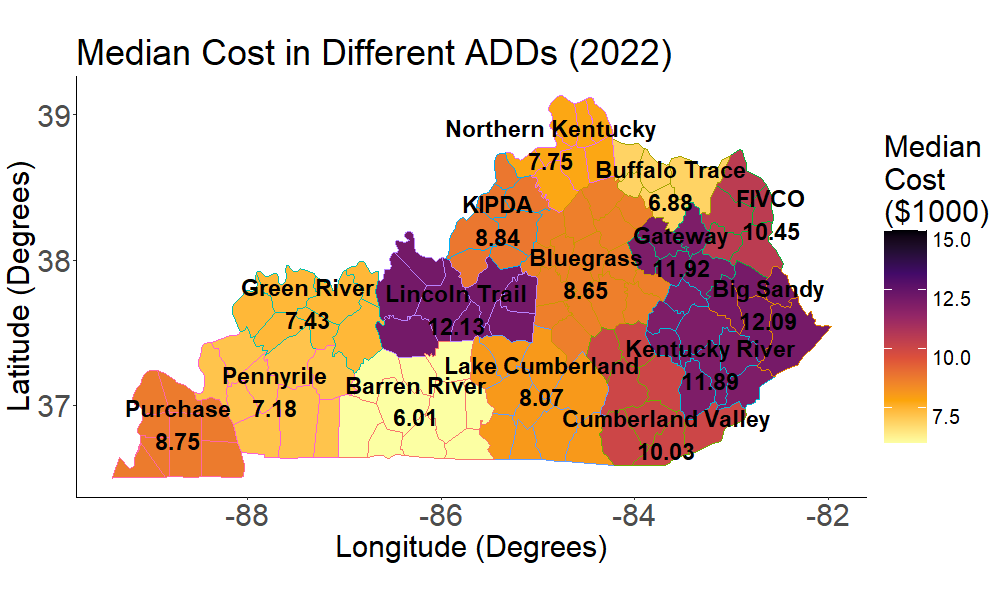 Median Cost in Different ADDs (2022)
Latitude (Degrees)
39
38
37
Northern Kentucky
7.75
Buffalo Trace
6.88
FIVCO
10.45
KIPDA
8.84
Gateway
11.92
Bluegrass
8.65
Big Sandy
12.09
Green River
7.43
Lincoln Trail
12.13
Kentucky River
11.89
Lake Cumberland
8.07
Pennyrile
7.18
Barren River
6.01
Purchase
8.75
Cumberland Valley
10.03
-88
-86
-84
-82
Longitude (Degrees)
Median
Cost
($1000)
15.0
12.5
10.0
7.5